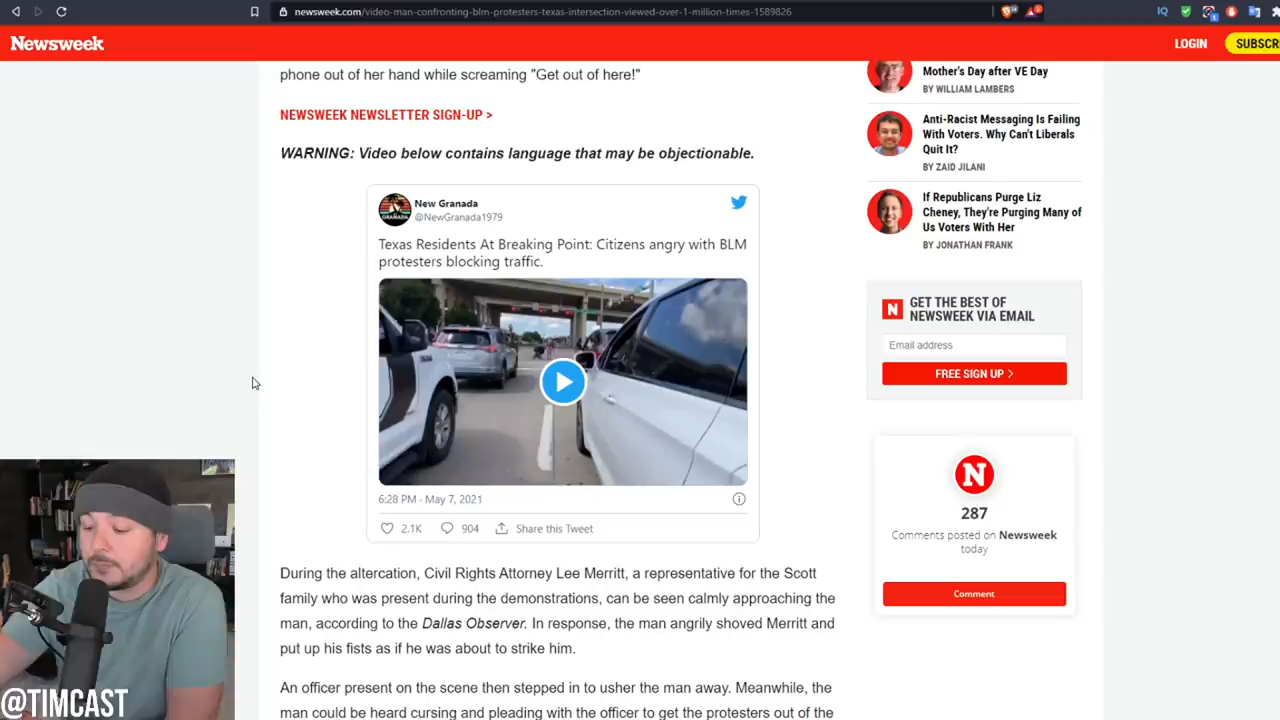 newsweek.com/video-man-confronting-blm-protesters-texas-intersection-viewed-over-1-million-times-1589826
Newsweek
LOGIN
SUBSCR
phone out of her hand while screaming "Get out of here!"
NEWSWEEK NEWSLETTER SIGN-UP >
WARNING: Video below contains language that may be objectionable.
New Granada
@NewGranada1979
Texas Residents At Breaking Point: Citizens angry with BLM
protesters blocking traffic.
6:28 PM · May 7, 2021
2.1K
904
Share this Tweet
During the altercation, Civil Rights Attorney Lee Merritt, a representative for the Scott
family who was present during the demonstrations, can be seen calmly approaching the
man, according to the Dallas Observer. In response, the man angrily shoved Merritt and
put up his fists as if he was about to strike him.
An officer present on the scene then stepped in to usher the man away. Meanwhile, the
man could be heard cursing and pleading with the officer to get the protesters out of the
Mother's Day after VE Day
BY WILLIAM LAMBERS
Anti-Racist Messaging Is Failing
With Voters. Why Can't Liberals
Quit It?
BY ZAID JILANI
If Republicans Purge Liz
Cheney, They're Purging Many of
Us Voters With Her
BY JONATHAN FRANK
N
GET THE BEST OF
NEWSWEEK VIA EMAIL
Email address
FREE SIGN UP >
N
287
Comments posted on Newsweek
today
Comment
@TIMCAST